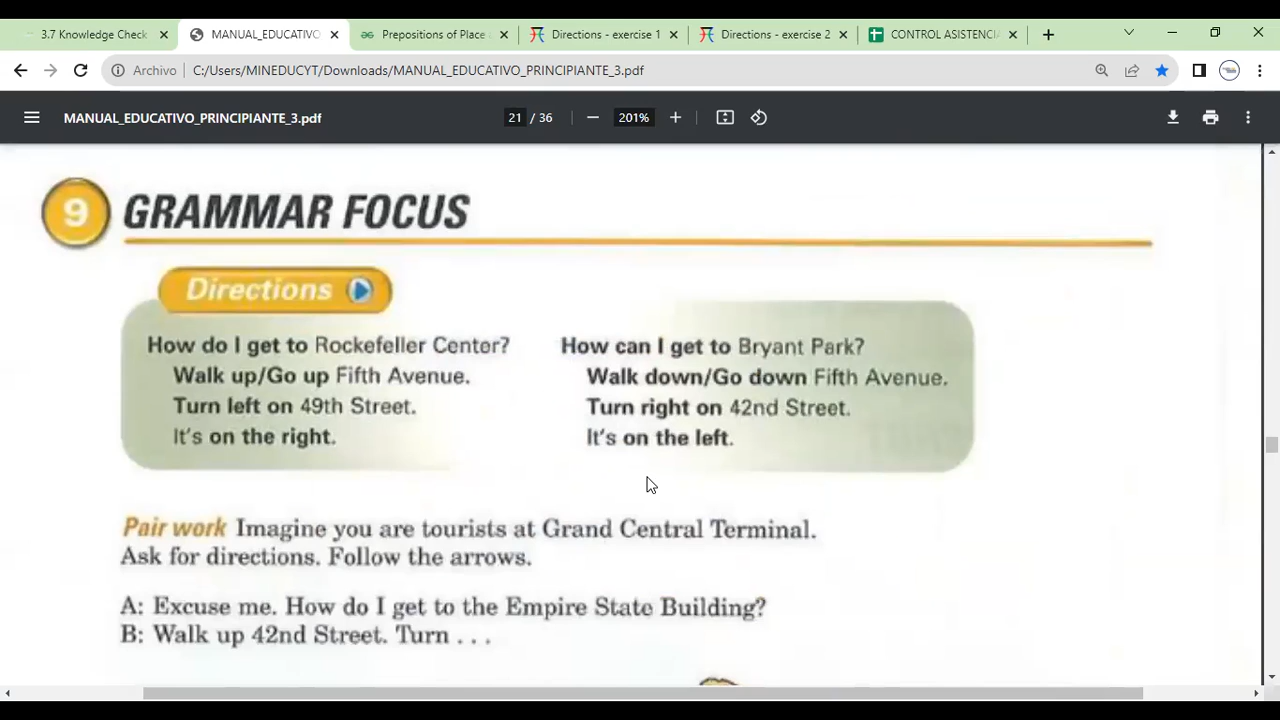 3.7 Knowledge Check
MANUAL_EDUCATIVO
Prepositions of Place
Directions - exercise 1
Directions - exercise 2
CONTROL ASISTENCIA
Archivo
C:/Users/MINEDUCYT/Downloads/MANUAL_EDUCATIVO_PRINCIPIANTE_3.pdf
MANUAL_EDUCATIVO_PRINCIPIANTE_3.pdf
21 / 36
201%
9 GRAMMAR FOCUS
Directions
How do I get to Rockefeller Center?
Walk up/Go up Fifth Avenue.
Turn left on 49th Street.
It's on the right.
How can I get to Bryant Park?
Walk down/Go down Fifth Avenue.
Turn right on 42nd Street.
It's on the left.
Pair work Imagine you are tourists at Grand Central Terminal.
Ask for directions. Follow the arrows.
A: Excuse me. How do I get to the Empire State Building?
B: Walk up 42nd Street. Turn . . .